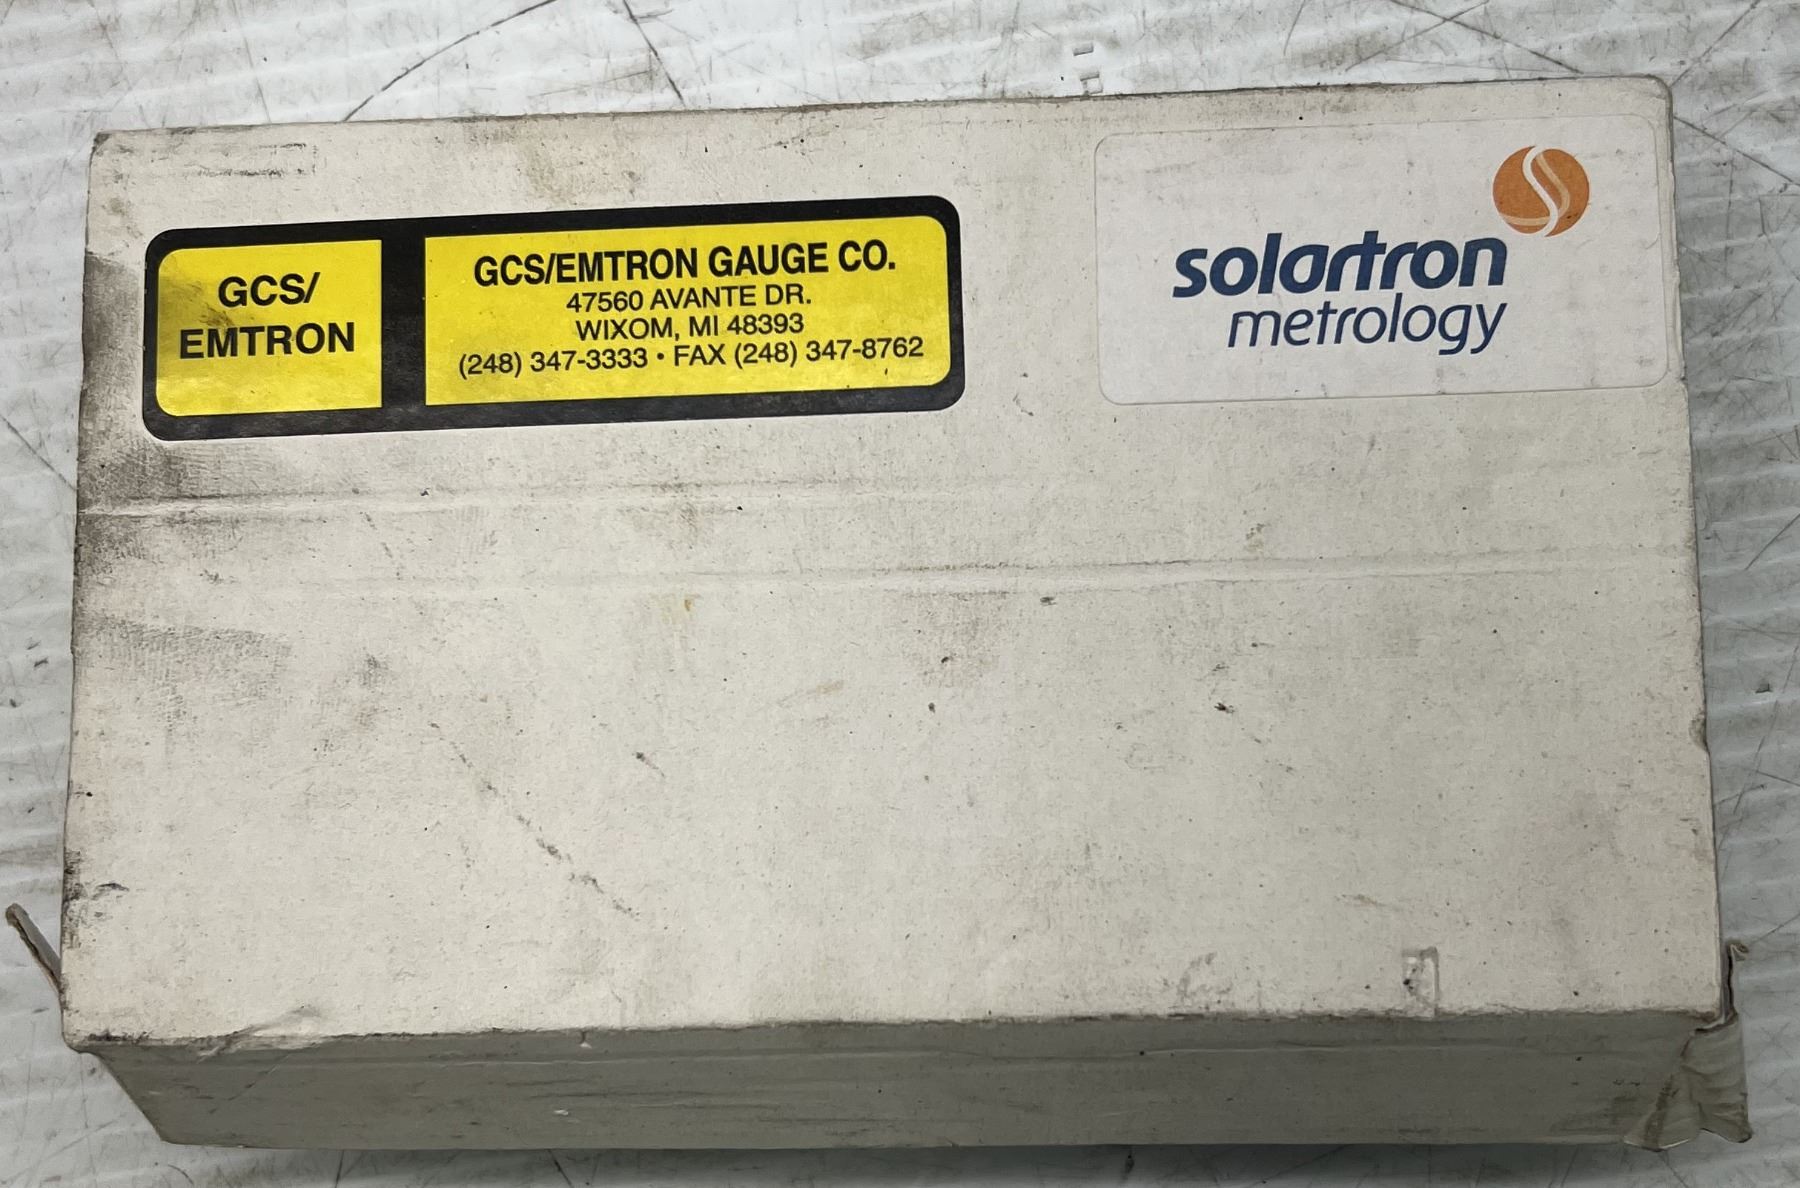 GCS/
EMTRON
GCS/EMTRON GAUGE CO.
47560 AVANTE DR.
WIXOM, MI 48393
(248) 347-3333 • FAX (248) 347-8762
solartron
metrology